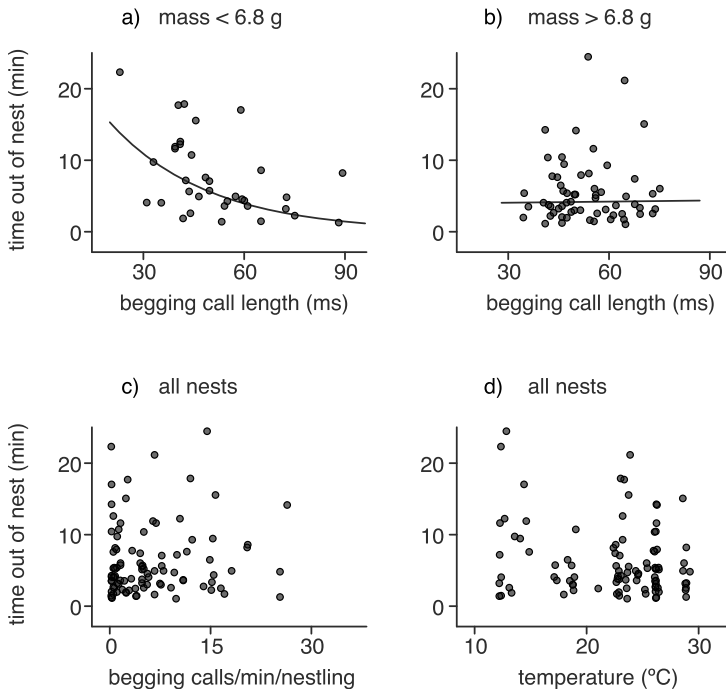 a) mass < 6.8 g
b) mass > 6.8 g
time out of nest (min)
20
10
0
30 60 90
begging call length (ms)
20
10
0
30 60 90
begging call length (ms)
c) all nests
d) all nests
time out of nest (min)
20
10
0
0 15 30
begging calls/min/nestling
20
10
0
10 20 30
temperature (ºC)